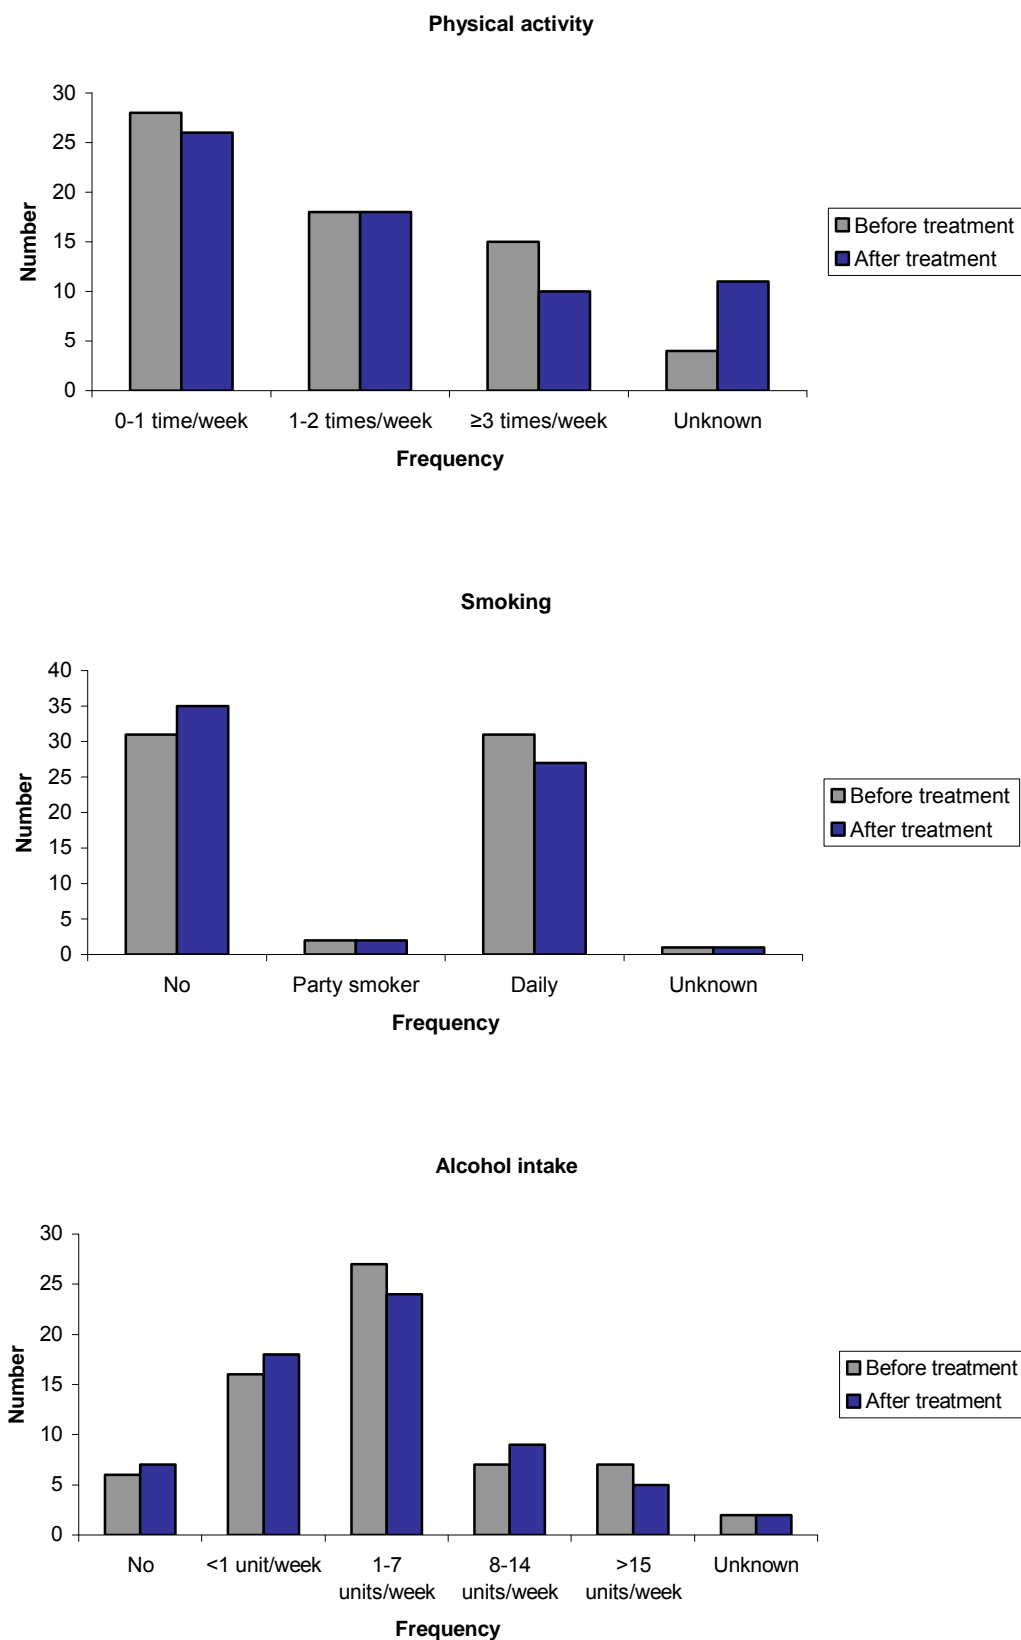 Physical activity
30
25
20
15
10
5
0
Number
0-1 time/week 1-2 times/week ≥3 times/week Unknown
Frequency
Before treatment
After treatment
Smoking
40
35
30
25
20
15
10
5
0
Number
No Party smoker Daily Unknown
Frequency
Before treatment
After treatment
Alcohol intake
30
25
20
15
10
5
0
Number
No <1 unit/week 1-7 8-14 >15 Unknown
units/week units/week units/week
Frequency
Before treatment
After treatment